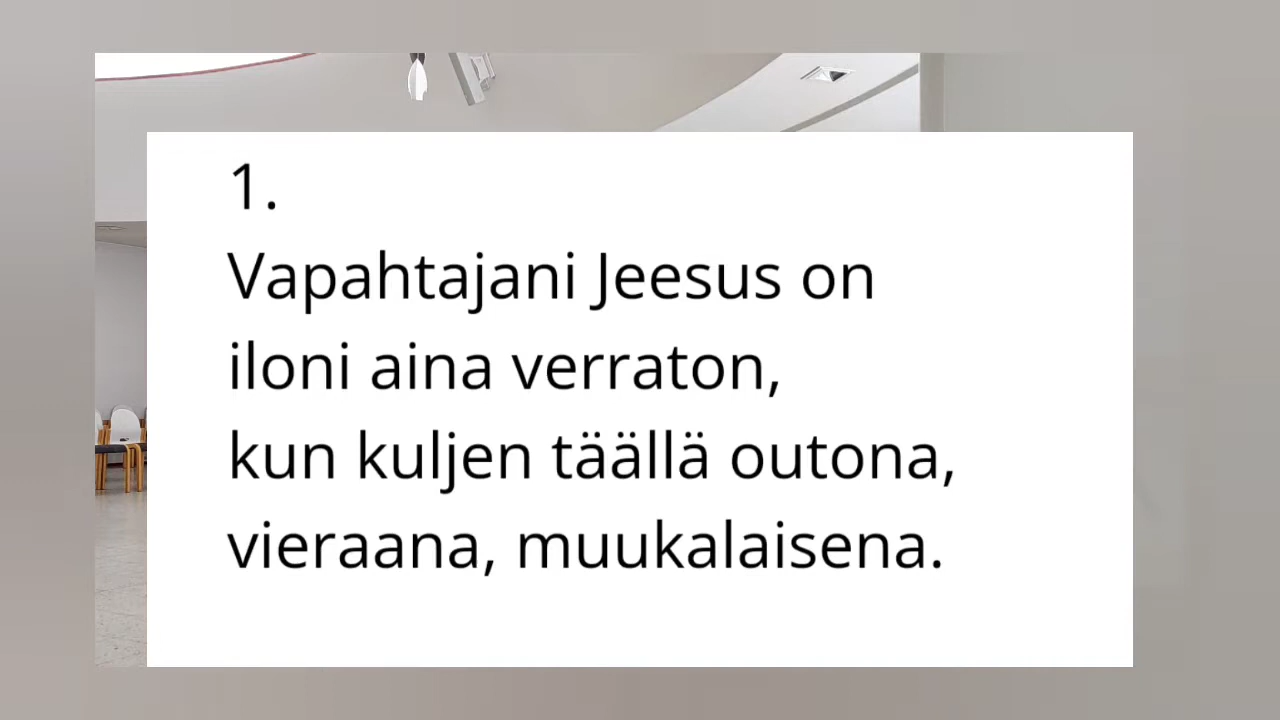 1.
Vapahtajani Jeesus on
iloni aina verraton,
kun kuljen täällä outona,
vieraana, muukalaisena.